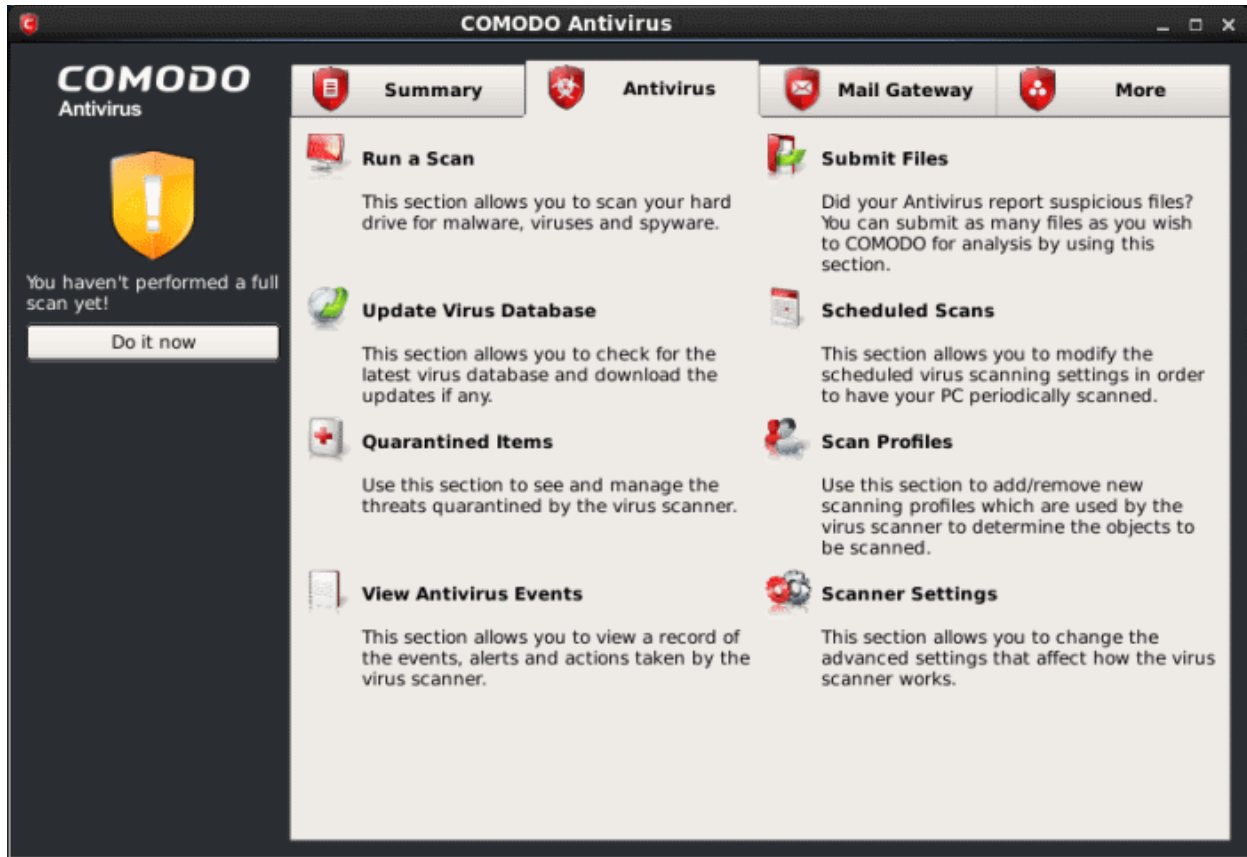 COMODO Antivirus
COMODO
Antivirus
Summary
Antivirus
Mail Gateway
More
You haven't performed a full
scan yet!
Do it now
Run a Scan
This section allows you to scan your hard
drive for malware, viruses and spyware.
Submit Files
Did your Antivirus report suspicious files?
You can submit as many files as you wish
to COMODO for analysis by using this
section.
Update Virus Database
This section allows you to check for the
latest virus database and download the
updates if any.
Scheduled Scans
This section allows you to modify the
scheduled virus scanning settings in order
to have your PC periodically scanned.
Quarantined Items
Use this section to see and manage the
threats quarantined by the virus scanner.
Scan Profiles
Use this section to add/remove new
scanning profiles which are used by the
virus scanner to determine the objects to
be scanned.
View Antivirus Events
This section allows you to view a record of
the events, alerts and actions taken by the
virus scanner.
Scanner Settings
This section allows you to change the
advanced settings that affect how the virus
scanner works.